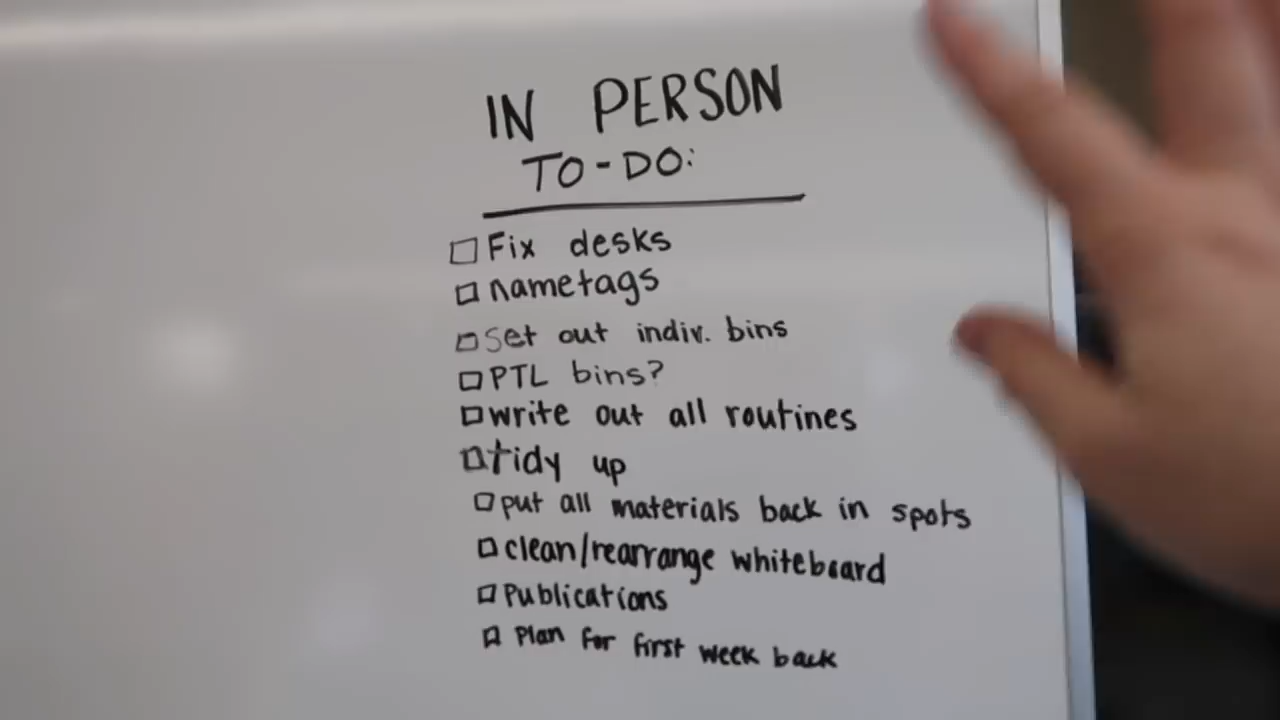 IN PERSON
TO-DO:
Fix desks
nametags
set out indiv. bins
PTL bins?
write out all routines
tidy up
put all materials back in spots
clean/rearrange whiteboard
Publications
Plan for first week back